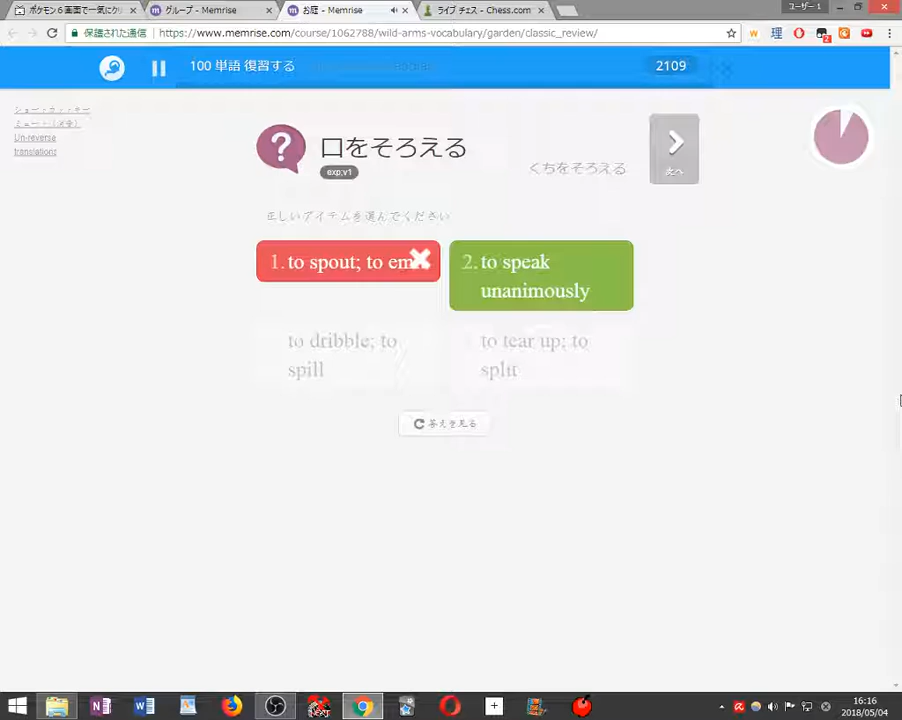 ポケモン６画面で一気にクリ
グループ - Memrise
お庭 - Memrise
ライブ チェス - Chess.com
ユーザー 1
保護された通信
https://www.memrise.com/course/1062788/wild-arms-vocabulary/garden/classic_review/
100 単語 復習する
2109
ショートカットキー
Un-reverse
translations
口をそろえる
exp;v1
くちをそろえる
次へ
正しいアイテムを選んでください
1. to spout; to em
2. to speak
unanimously
to dribble; to
spill
to tear up; to
split
答えを見る
16:16
2018/05/04